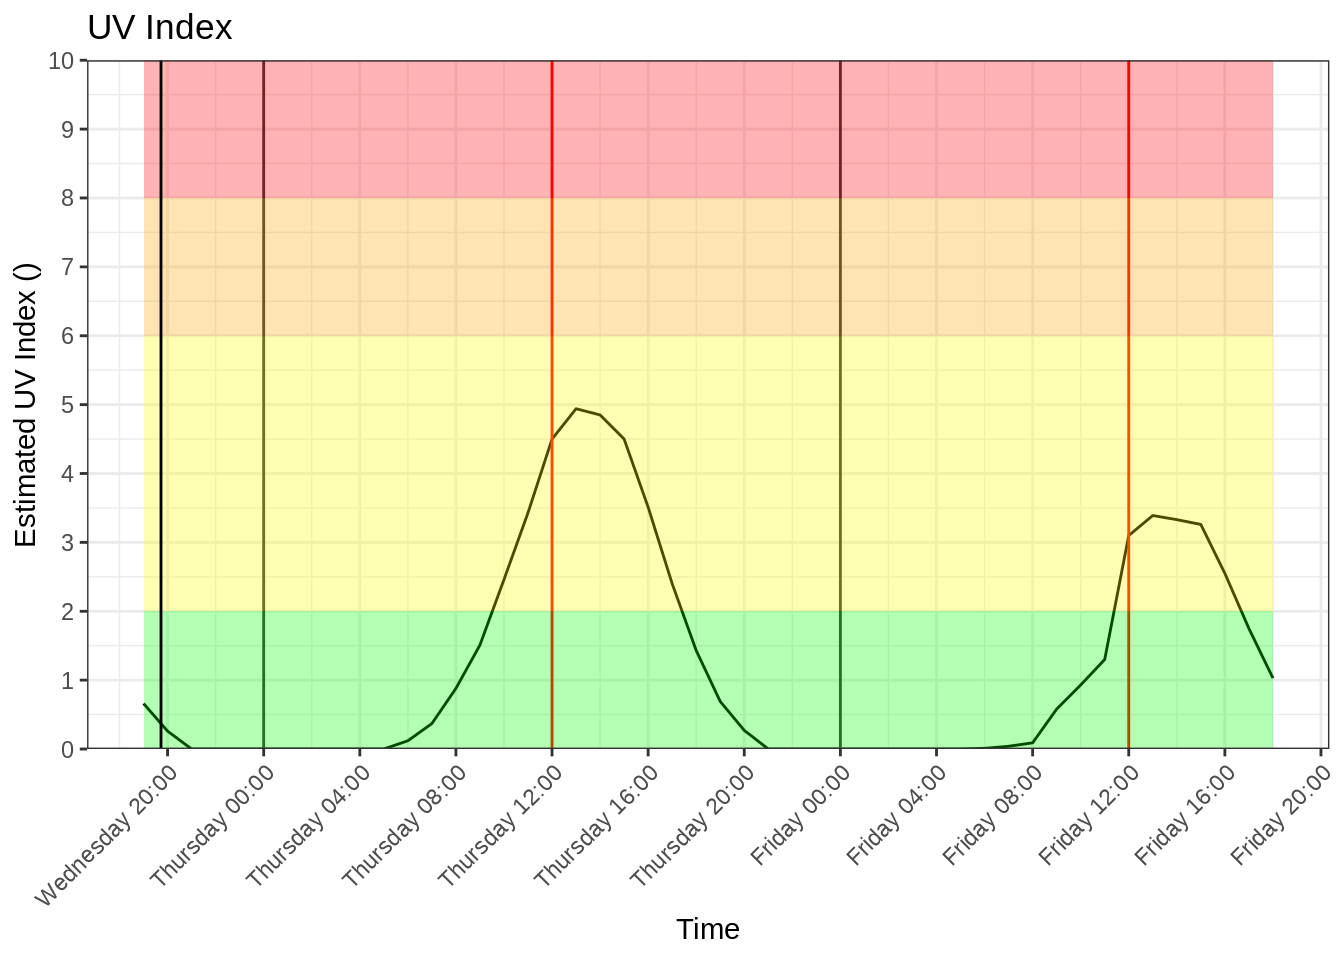 UV Index
10
9
8
7
6
5
4
3
2
1
0
Estimated UV Index ()
Wednesday 20:00
Thursday 00:00
Thursday 04:00
Thursday 08:00
Thursday 12:00
Thursday 16:00
Thursday 20:00
Friday 00:00
Friday 04:00
Friday 08:00
Friday 12:00
Friday 16:00
Friday 20:00
Time